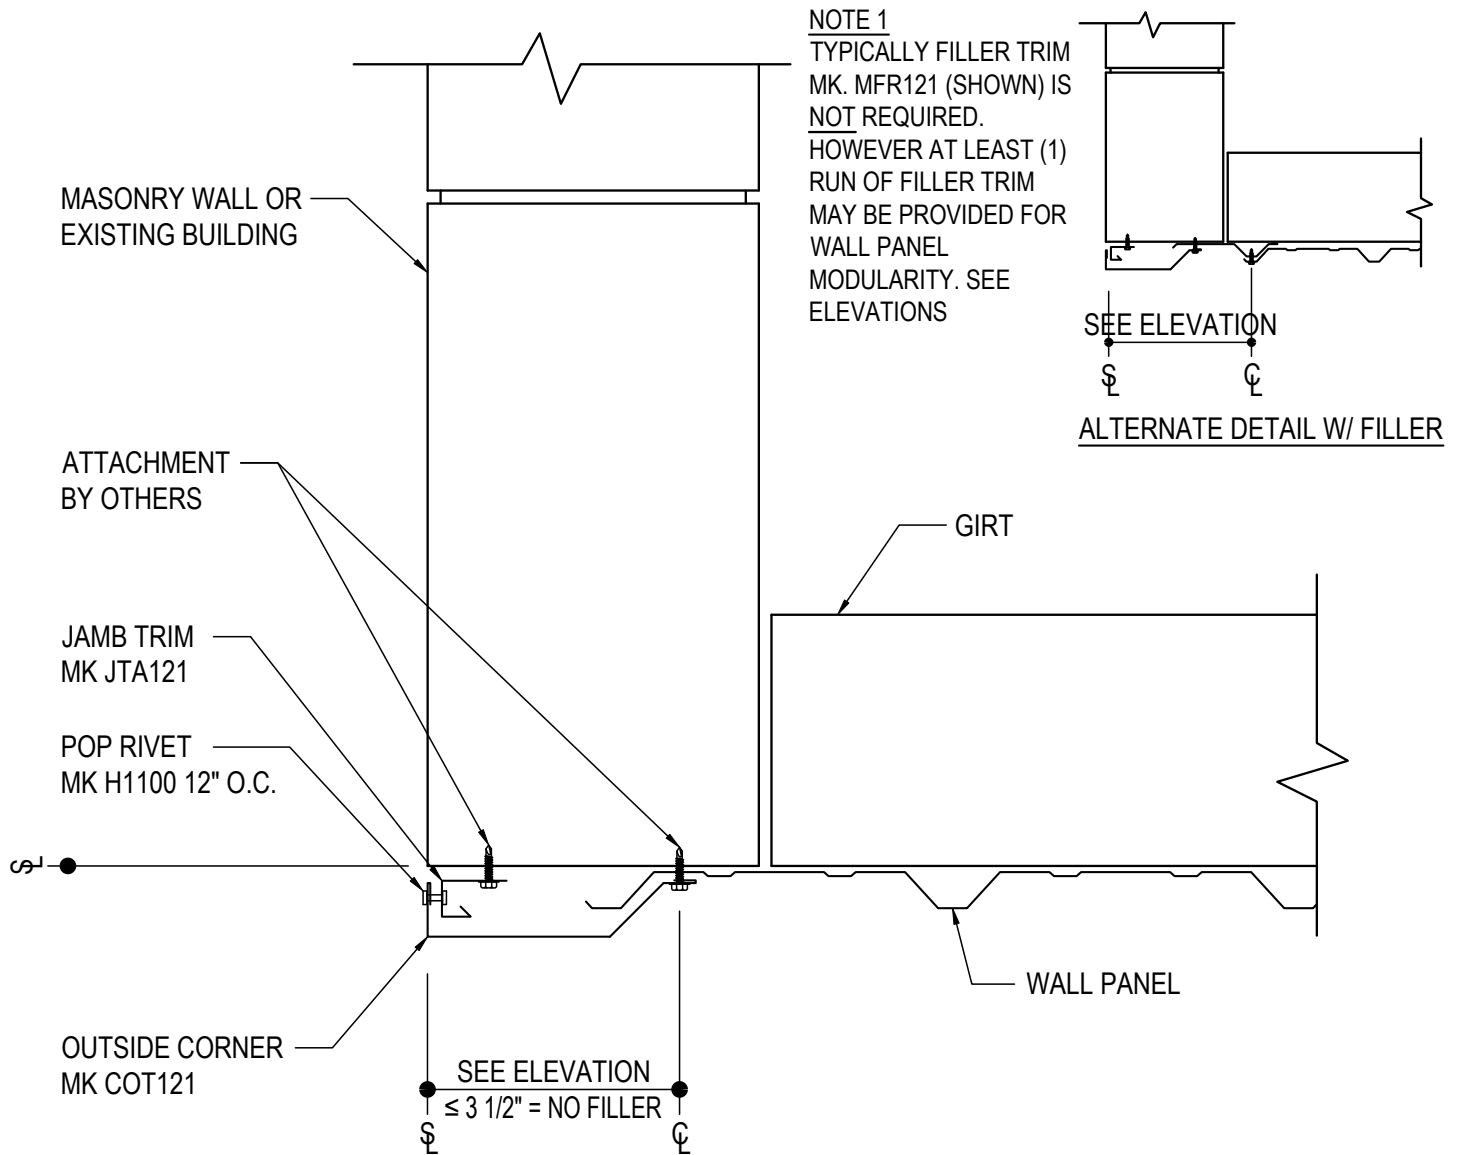 NOTE 1
TYPICALLY FILLER TRIM
MK. MFR121 (SHOWN) IS
NOT REQUIRED.
HOWEVER AT LEAST (1)
RUN OF FILLER TRIM
MAY BE PROVIDED FOR
WALL PANEL
MODULARITY. SEE
ELEVATIONS
SEE ELEVATION
SL
CL
ALTERNATE DETAIL W/ FILLER
MASONRY WALL OR
EXISTING BUILDING
ATTACHMENT
BY OTHERS
GIRT
JAMB TRIM
MK JTA121
POP RIVET
MK H1100 12" O.C.
SL
WALL PANEL
OUTSIDE CORNER
MK COT121
SEE ELEVATION
≤ 3 1/2" = NO FILLER
SL
CL